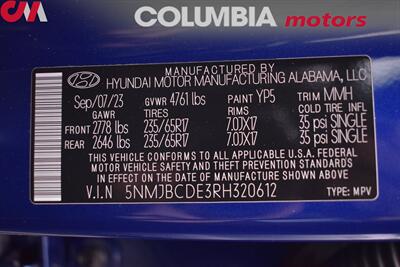 CM COLUMBIA motors
MANUFACTURED BY
HYUNDAI MOTOR MANUFACTURING ALABAMA, LLC
Sep/07/23 GVWR 4761 lbs PAINT YP5 TRIM MMH
GAWR TIRES RIMS COLD TIRE INFL
FRONT 2778 lbs 235/65R17 7.0JX17 35 psi SINGLE
REAR 2646 lbs 235/65R17 7.0JX17 35 psi SINGLE
THIS VEHICLE CONFORMS TO ALL APPLICABLE U.S. FEDERAL
MOTOR VEHICLE SAFETY AND THEFT PREVENTION STANDARDS
IN EFFECT ON THE DATE OF MANUFACTURE SHOWN ABOVE.
V.I.N 5NMJBCDE3RH320612 TYPE: MPV